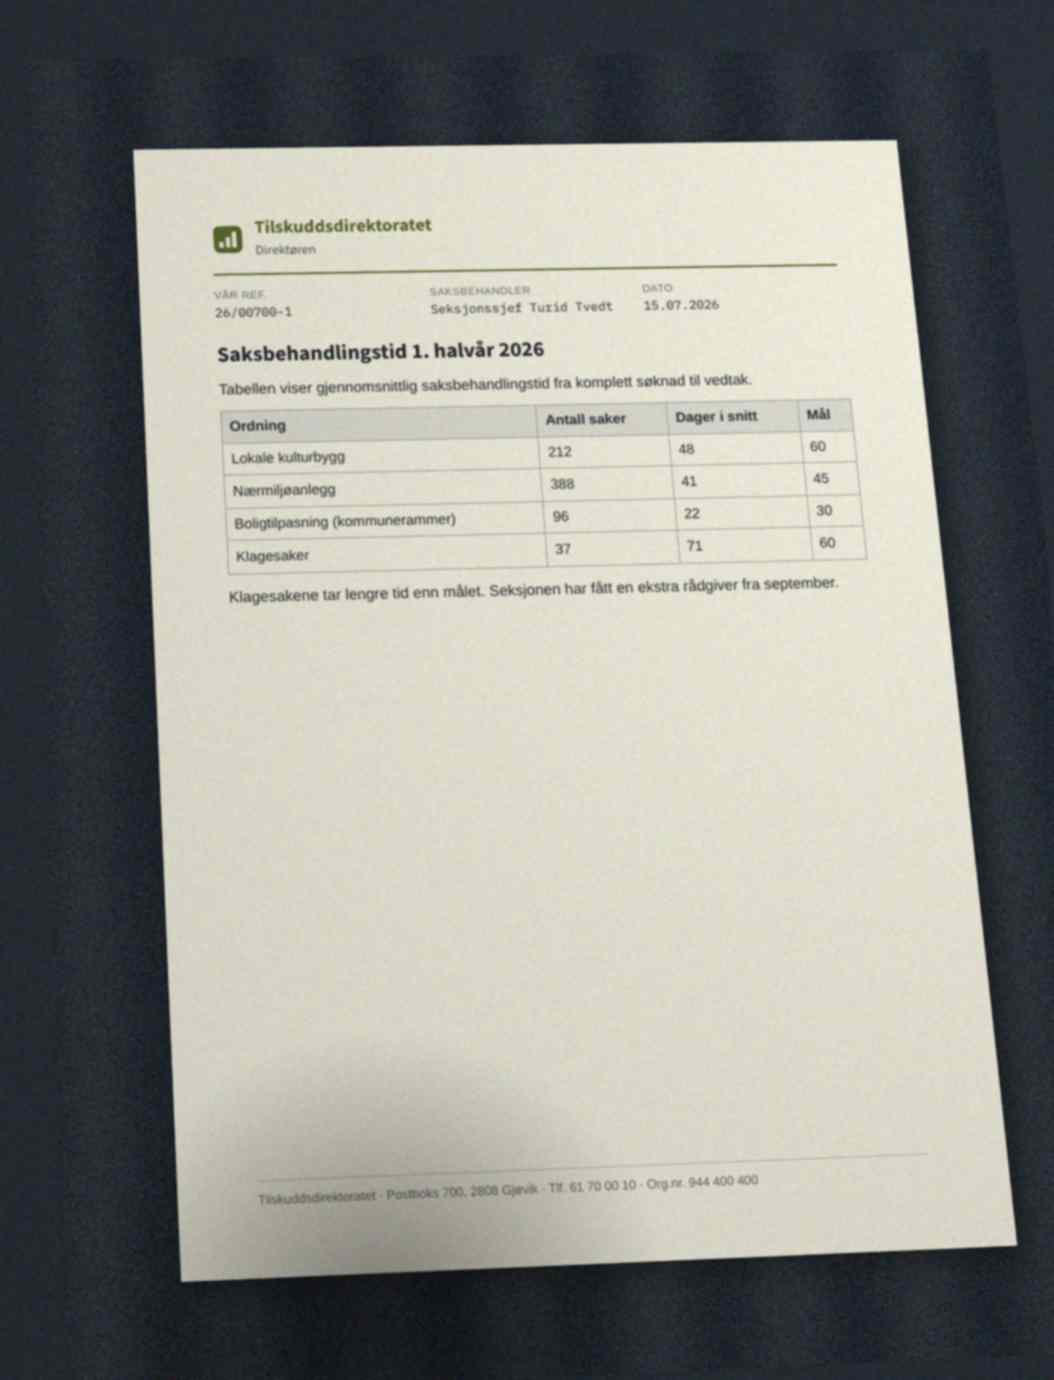 Tilskuddsdirektoratet
Direktøren
VÅR REF. SAKSBEHANDLER DATO
26/00700-1 Seksjonssjef Turid Tvedt 15.07.2026
Saksbehandlingstid 1. halvår 2026
Tabellen viser gjennomsnittlig saksbehandlingstid fra komplett søknad til vedtak.
Ordning Antall saker Dager i snitt Mål
Lokale kulturbygg 212 48 60
Nærmiljøanlegg 388 41 45
Boligtilpasning (kommunerammer) 96 22 30
Klagesaker 37 71 60
Klagesakene tar lengre tid enn målet. Seksjonen har fått en ekstra rådgiver fra september.
Tilskuddsdirektoratet · Postboks 700, 2808 Gjøvik · Tlf. 61 70 00 10 · Org.nr. 944 400 400